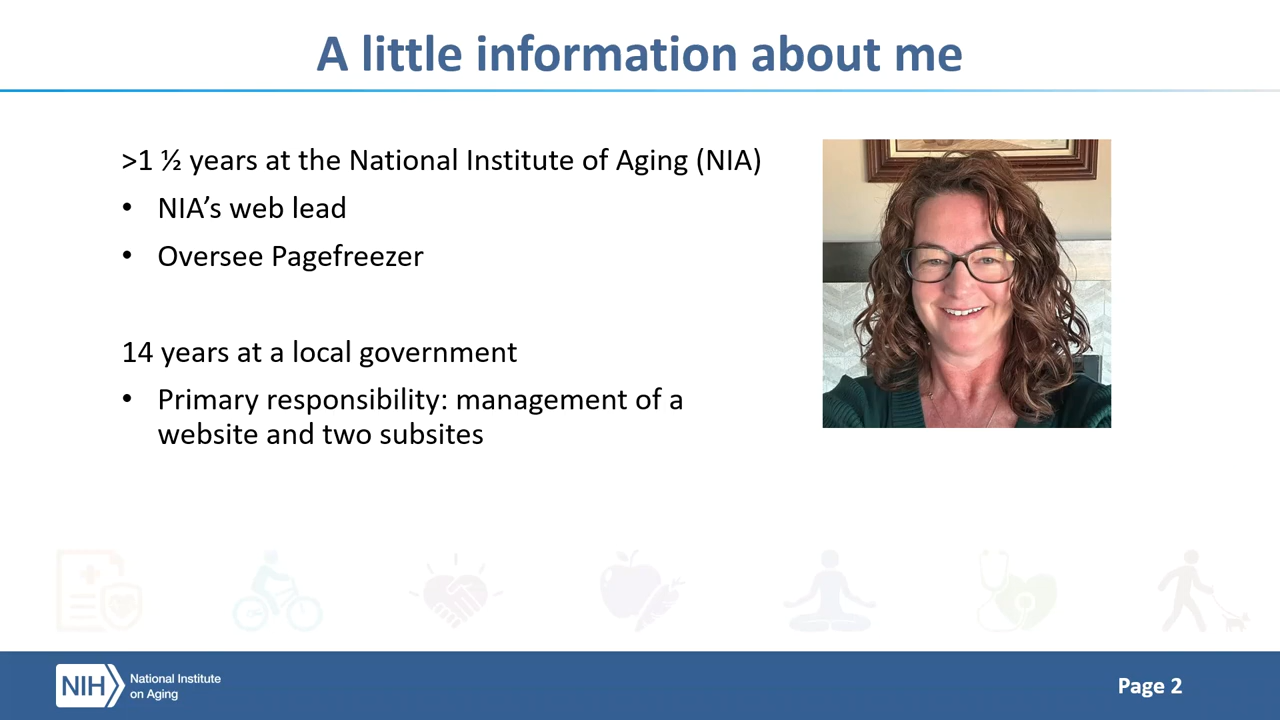 A little information about me
>1 ½ years at the National Institute of Aging (NIA)
• NIA’s web lead
• Oversee Pagefreezer
14 years at a local government
• Primary responsibility: management of a
website and two subsites
NIH
National Institute
on Aging
Page 2